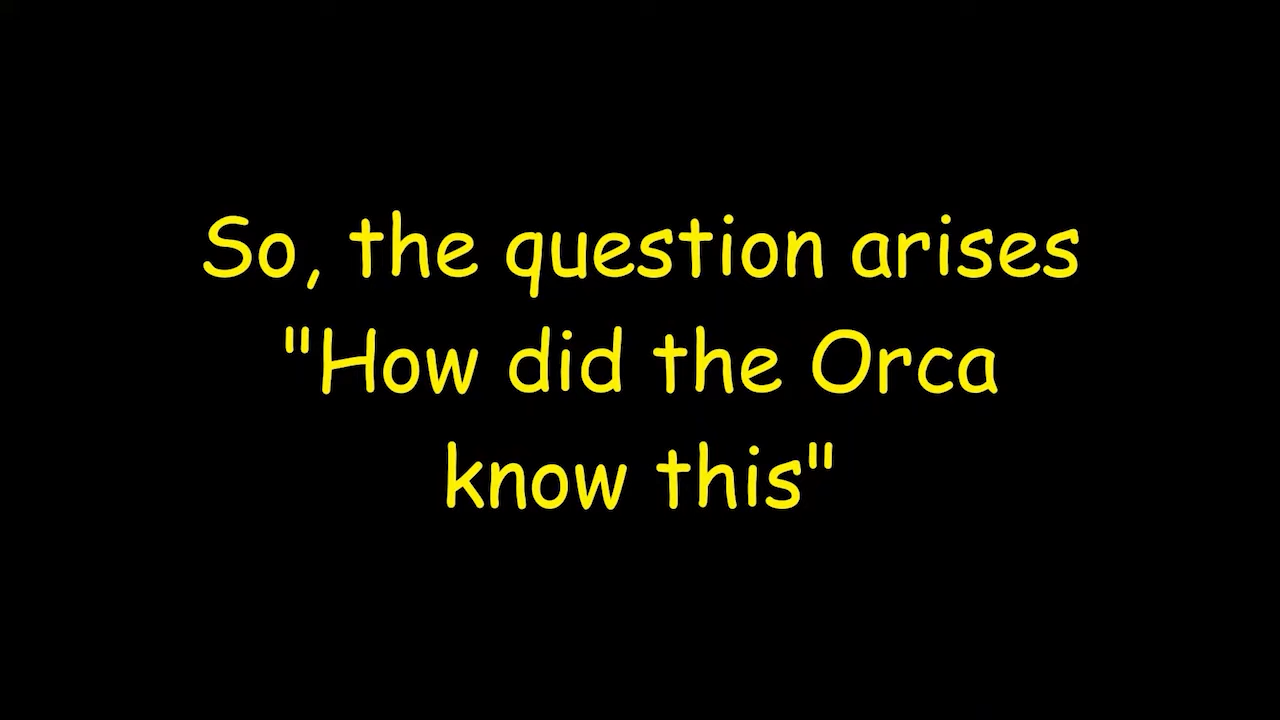 So, the question arises
"How did the Orca
know this"